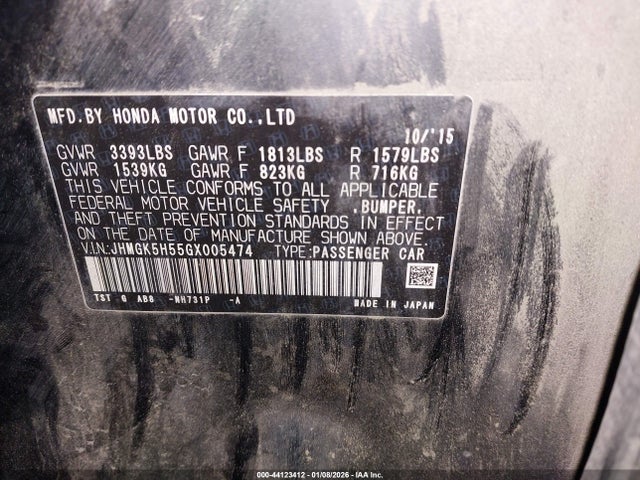 MFD.BY HONDA MOTOR CO.,LTD
10/'15
GVWR 3393LBS GAWR F 1813LBS R 1579LBS
GVWR 1539KG GAWR F 823KG R 716KG
THIS VEHICLE CONFORMS TO ALL APPLICABLE
FEDERAL MOTOR VEHICLE SAFETY ,BUMPER,
AND THEFT PREVENTION STANDARDS IN EFFECT
ON THE DATE OF MANUFACTURE SHOWN ABOVE.
V.I.N:JHMGK5H55GX005474 TYPE:PASSENGER CAR
TST G AB8 -NH731P -A MADE IN JAPAN
000-44123412 - 01/08/2026 - IAA Inc.